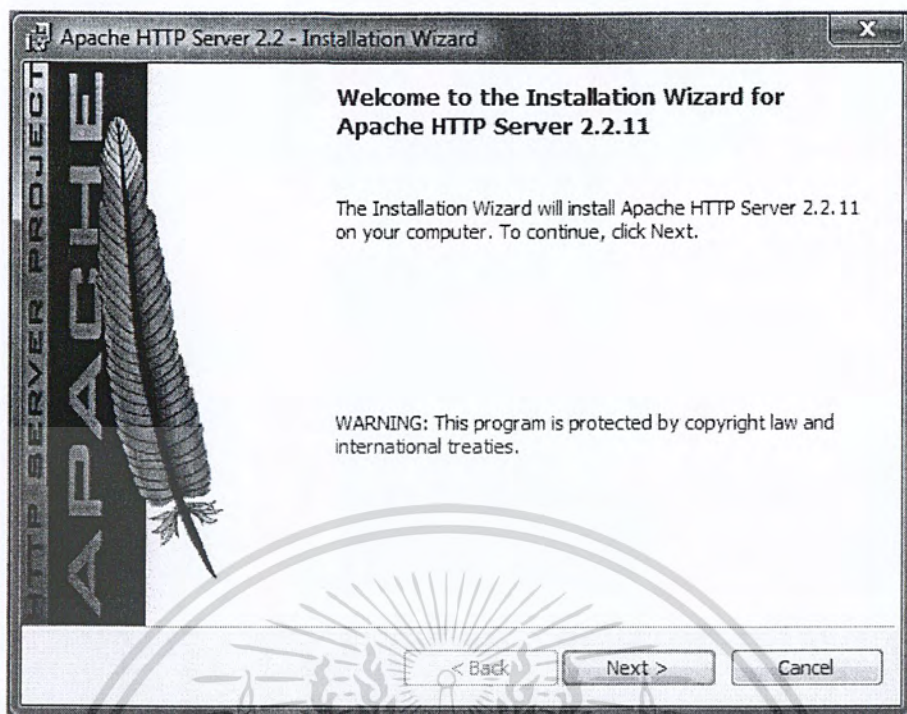 Apache HTTP Server 2.2 - Installation Wizard
X
HTTP SERVER PROJECT
APACHE
Welcome to the Installation Wizard for
Apache HTTP Server 2.2.11
The Installation Wizard will install Apache HTTP Server 2.2.11
on your computer. To continue, click Next.
WARNING: This program is protected by copyright law and
international treaties.
< Back
Next >
Cancel